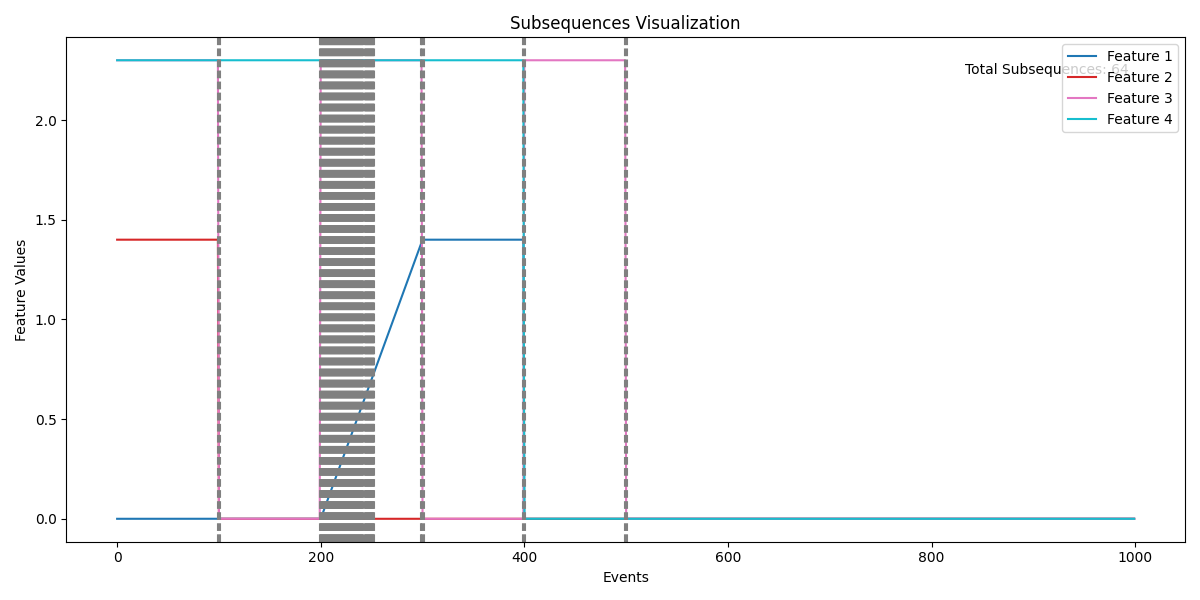 Subsequences Visualization
Feature Values
2.0
1.5
1.0
0.5
0.0
0
200
400
600
800
1000
Events
Total Subsequences: 64
Feature 1
Feature 2
Feature 3
Feature 4